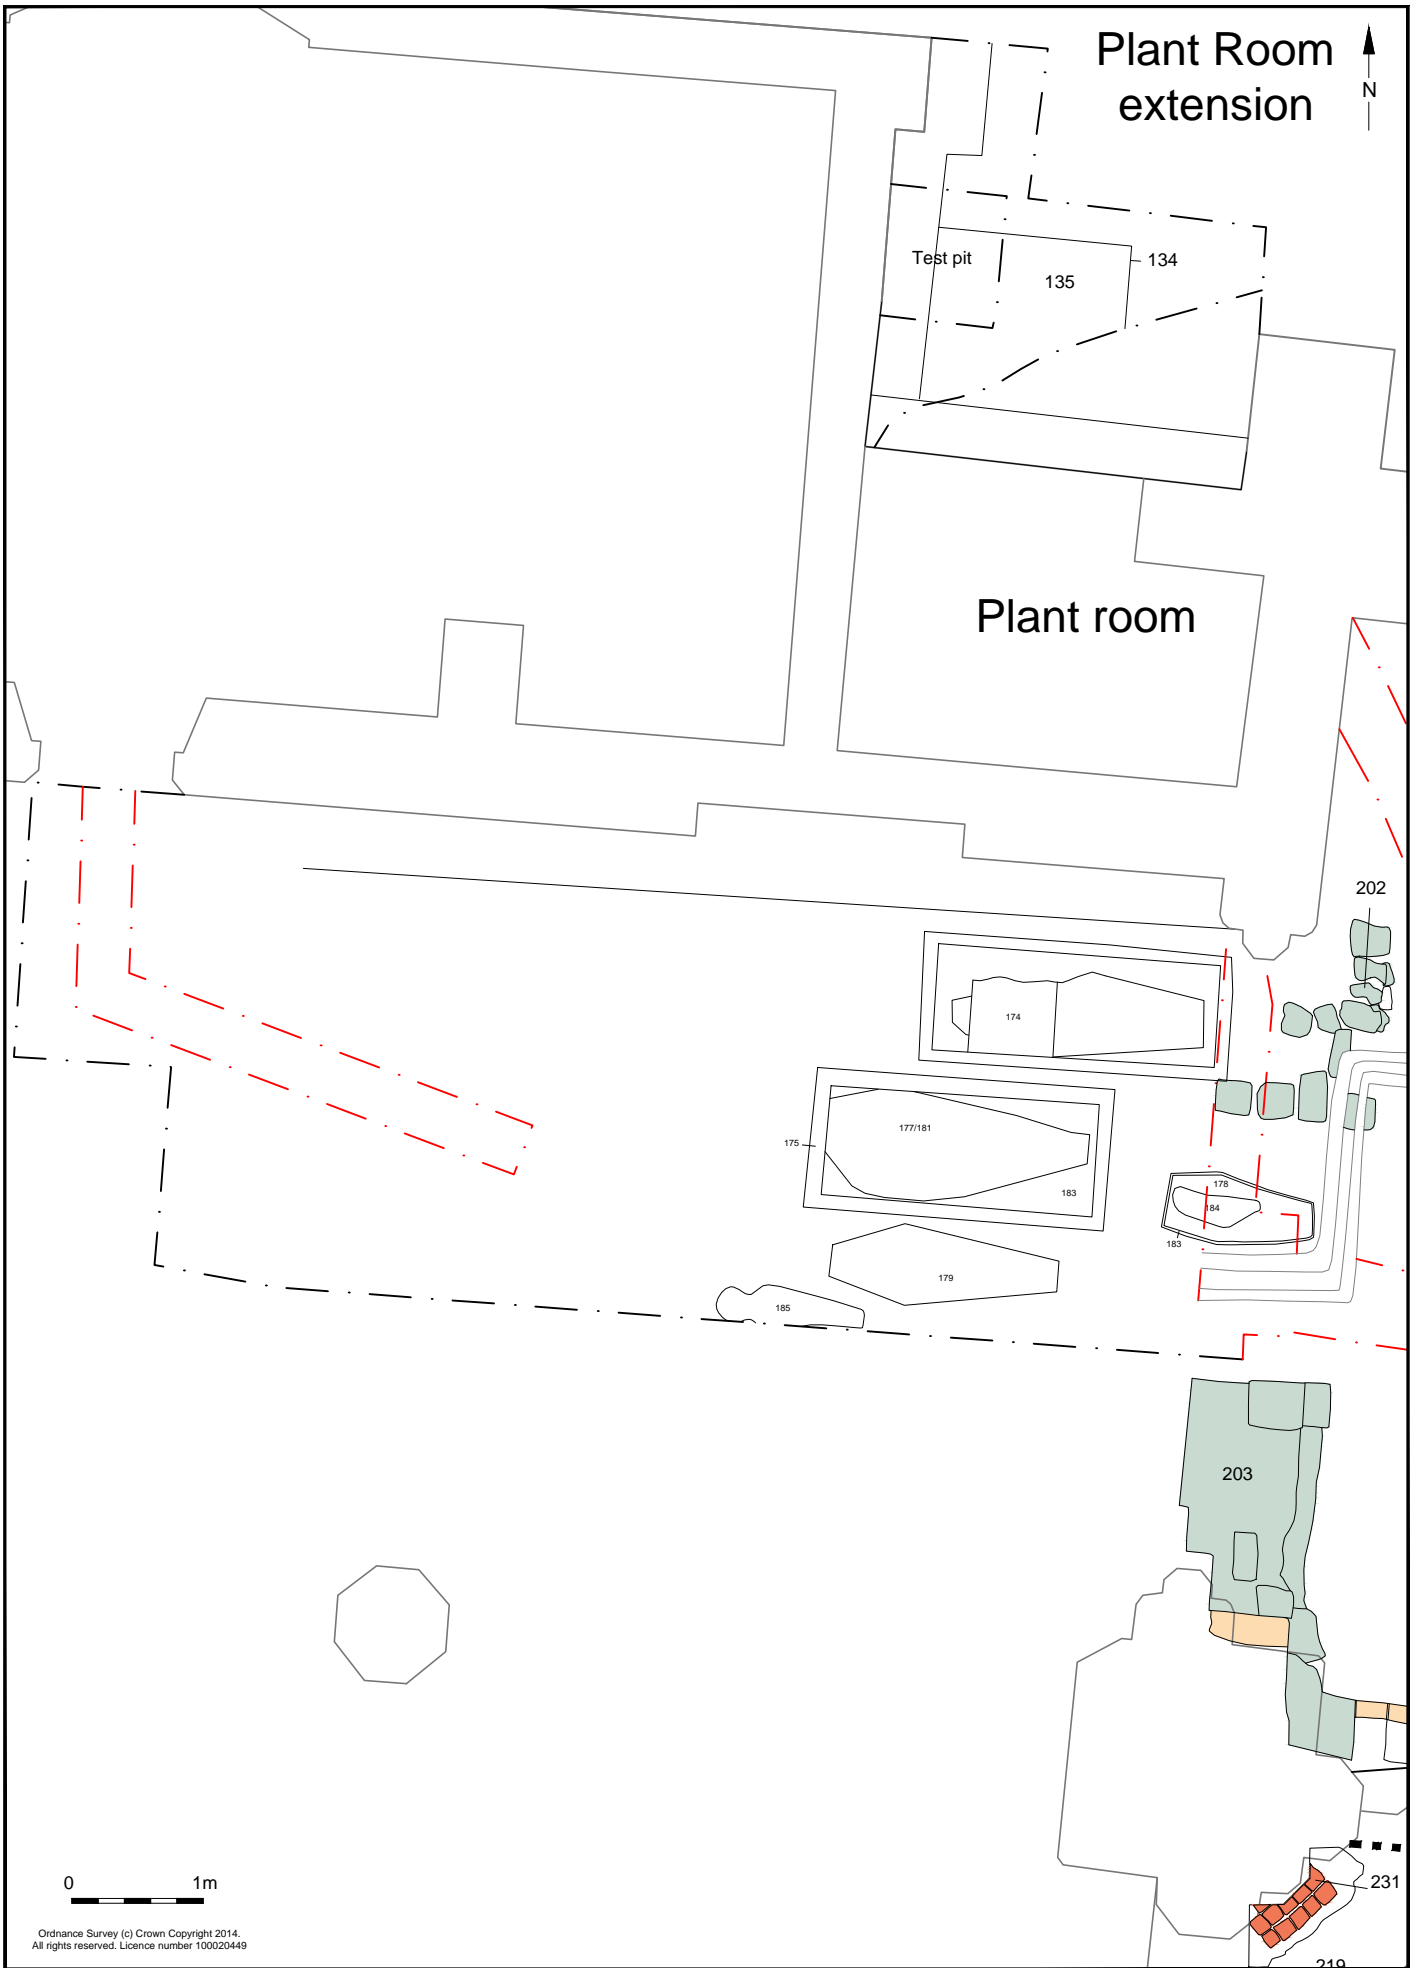 Plant Room
extension
N
Test pit
134
135
Plant room
202
174
177/181
175
183
178
184
183
179
185
203
231
219
0 1m
Ordnance Survey (c) Crown Copyright 2014.
All rights reserved. Licence number 100020449